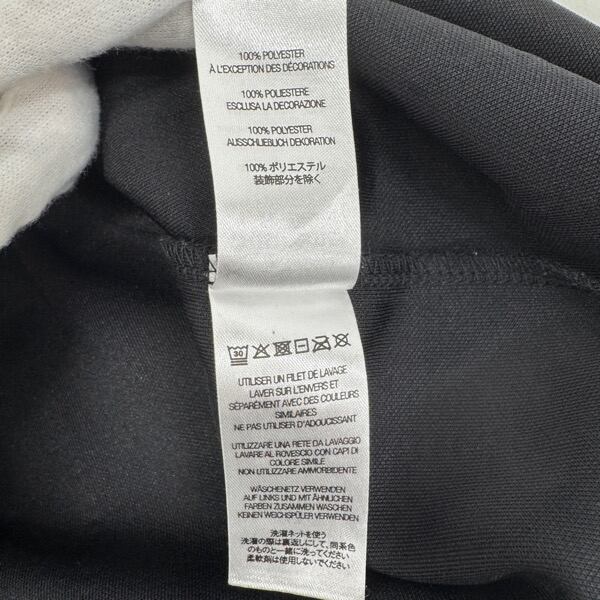 100% POLYESTER
À L'EXCEPTION DES DÉCORATIONS
100% POLIESTERE
ESCLUSA LA DECORAZIONE
100% POLYESTER
AUSSCHLIEßLICH DEKORATION
100% ポリエステル
装飾部分を除く
30
UTILISER UN FILET DE LAVAGE
LAVER SUR L'ENVERS ET
SÉPARÉMENT AVEC DES COULEURS
SIMILAIRES
NE PAS UTILISER D'ADOUCISSANT
UTILIZZARE UNA RETE DA LAVAGGIO
LAVARE AL ROVESCIO CON CAPI DI
COLORE SIMILE
NON UTILIZZARE AMMORBIDENTE
WÄSCHENETZ VERWENDEN
AUF LINKS UND MIT ÄHNLICHEN
FARBEN ZUSAMMEN WASCHEN
KEINEN WEICHSPÜLER VERWENDEN
洗濯ネットを使う
洗濯の際は裏返しにして、同系色
のものと一緒に洗ってください
柔軟剤は使用しないでください